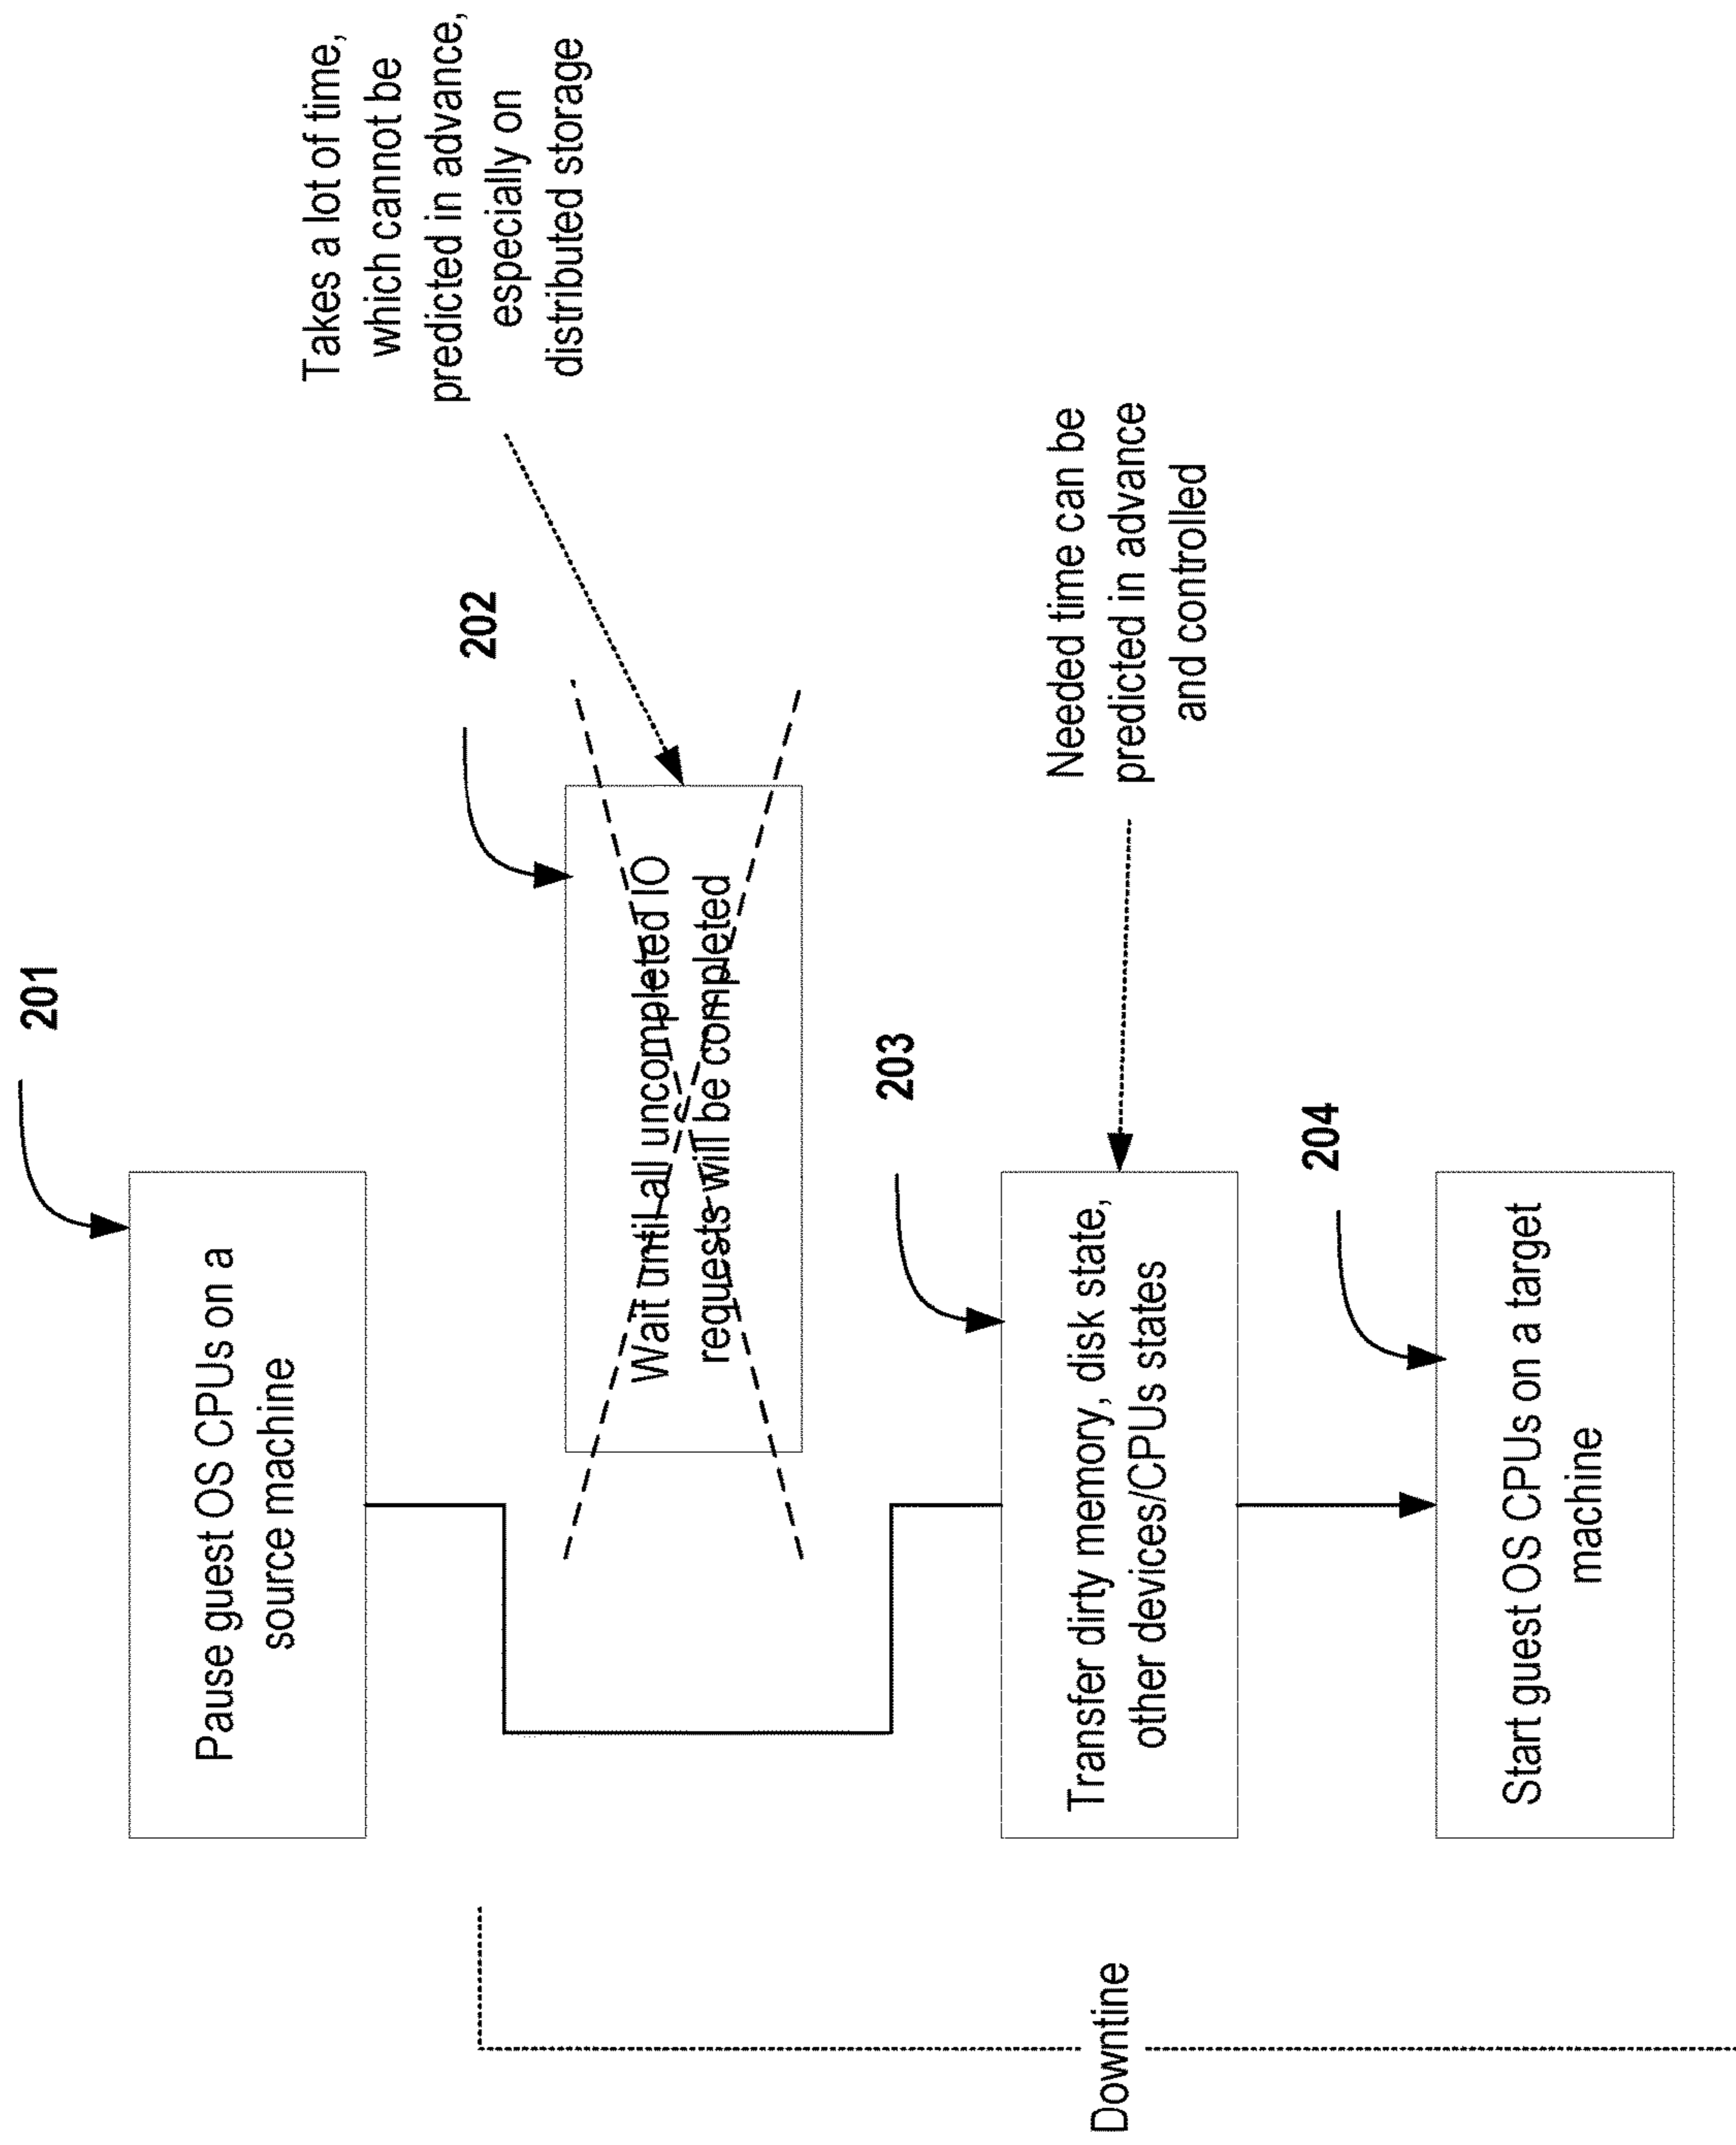 201
Pause guest OS CPUs on a
source machine
Takes a lot of time,
which cannot be
predicted in advance,
especially on
distributed storage
202
Wait until all uncompleted IO
requests will be completed
203
Transfer dirty memory, disk state,
other devices/CPUs states
Needed time can be
predicted in advance
and controlled
204
Start guest OS CPUs on a target
machine
Downtine